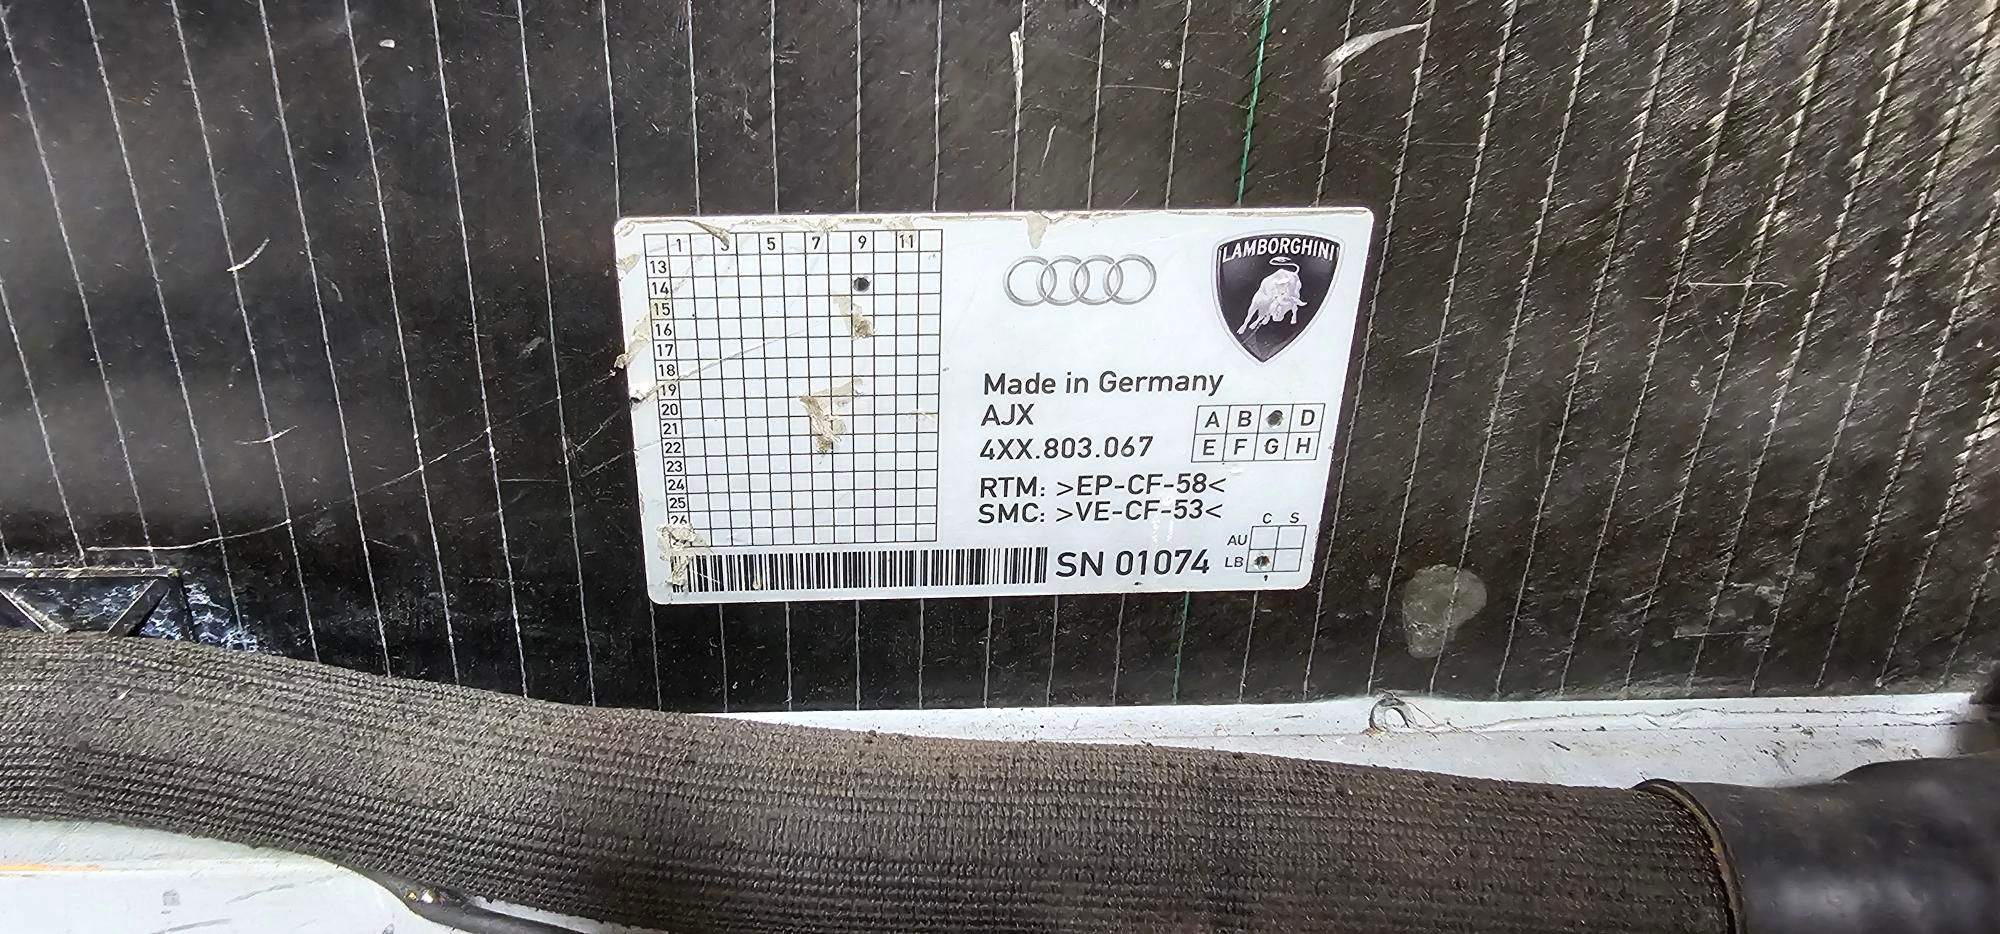 1 3 5 7 9 11
13
14
15
16
17
18
19
20
21
22
23
24
25
26
LAMBORGHINI
Made in Germany
AJX
4XX.803.067
A B D
E F G H
RTM: >EP-CF-58<
SMC: >VE-CF-53<
C S
AU
LB
SN 01074